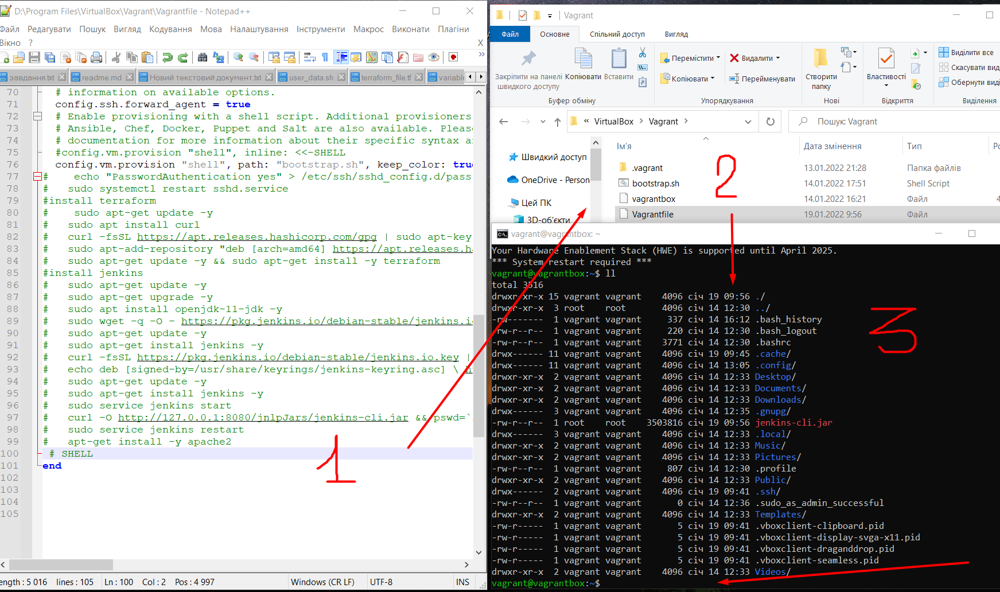 D:\Program Files\VirtualBox\Vagrant\Vagrantfile - Notepad++
Файл Редагувати Пошук Вигляд Кодування Мова Налаштування Інструменти Макрос Виконати Плагіни
Вікно ? X
завдання.txt readme.md Новий текстовий документ.txt user_data.sh terraform_file.tf variable
70 # information on available options.
71 config.ssh.forward_agent = true
72 # Enable provisioning with a shell script. Additional provisioners
73 # Ansible, Chef, Docker, Puppet and Salt are also available. Please
74 # documentation for more information about their specific syntax a
75 #config.vm.provision "shell", inline: <<-SHELL
76 config.vm.provision "shell", path: "bootstrap.sh", keep_color: true
77 # echo "PasswordAuthentication yes" > /etc/ssh/sshd_config.d/pass
78 # sudo systemctl restart sshd.service
79 #install terraform
80 # sudo apt-get update -y
81 # sudo apt install curl
82 # curl -fsSL https://apt.releases.hashicorp.com/gpg | sudo apt-key
83 # sudo apt-add-repository "deb [arch=amd64] https://apt.releases.ha
84 # sudo apt-get update -y && sudo apt-get install -y terraform
85 #install jenkins
86 # sudo apt-get update -y
87 # sudo apt-get upgrade -y
88 # sudo apt install openjdk-11-jdk -y
89 # sudo wget -q -O - https://pkg.jenkins.io/debian-stable/jenkins.io
90 # sudo apt-get update -y
91 # sudo apt-get install jenkins -y
92 # curl -fsSL https://pkg.jenkins.io/debian-stable/jenkins.io.key |
93 # echo deb [signed-by=/usr/share/keyrings/jenkins-keyring.asc] \ h
94 # sudo apt-get update -y
95 # sudo apt-get install jenkins -y
96 # sudo service jenkins start
97 # curl -O http://127.0.0.1:8080/jnlpJars/jenkins-cli.jar && pswd=`
98 # sudo service jenkins restart
99 # apt-get install -y apache2
100 # SHELL
101 end
102
103
104
105
1
ength : 5 016 lines : 105 Ln : 100 Col : 2 Pos : 4 997 Windows (CR LF) UTF-8 INS
Vagrant
Файл Основне Спільний доступ Вигляд
Закріпити на панелі швидкого доступу
Копіювати
Вставити
Перемістити
Копіювати
Видалити
Перейменувати
Створити папку
Властивості
Виділити все
Скасувати вид
Обернути виді
Буфер обміну Упорядкування Нові Відкриття Виділення
« VirtualBox > Vagrant > Пошук: Vagrant
Швидкий доступ
OneDrive - Person
Цей ПК
3D-об’єкти
Ім’я Дата змінення Тип Ро
.vagrant 13.01.2022 21:28 Папка файлів
bootstrap.sh 14.01.2022 17:51 Shell Script
vagrantbox 14.01.2022 16:21 Файл 4
Vagrantfile 19.01.2022 9:56 Файл
2
vagrant@vagrantbox: ~
Your Hardware Enablement Stack (HWE) is supported until April 2025.
*** System restart required ***
vagrant@vagrantbox:~$ ll
total 3516
drwxr-xr-x 15 vagrant vagrant 4096 січ 19 09:56 ./
drwxr-xr-x 3 root root 4096 січ 14 12:30 ../
-rw------- 1 vagrant vagrant 337 січ 14 16:12 .bash_history
-rw-r--r-- 1 vagrant vagrant 220 січ 14 12:30 .bash_logout
-rw-r--r-- 1 vagrant vagrant 3771 січ 14 12:30 .bashrc
drwx------ 11 vagrant vagrant 4096 січ 19 09:45 .cache/
drwx------ 11 vagrant vagrant 4096 січ 14 13:05 .config/
drwxr-xr-x 2 vagrant vagrant 4096 січ 14 12:33 Desktop/
drwxr-xr-x 2 vagrant vagrant 4096 січ 14 12:33 Documents/
drwxr-xr-x 2 vagrant vagrant 4096 січ 14 12:33 Downloads/
drwx------ 3 vagrant vagrant 4096 січ 14 12:35 .gnupg/
-rw-r--r-- 1 root root 3503816 січ 19 09:56 jenkins-cli.jar
drwx------ 3 vagrant vagrant 4096 січ 14 12:33 .local/
drwxr-xr-x 2 vagrant vagrant 4096 січ 14 12:33 Music/
drwxr-xr-x 2 vagrant vagrant 4096 січ 14 12:33 Pictures/
-rw-r--r-- 1 vagrant vagrant 807 січ 14 12:30 .profile
drwxr-xr-x 2 vagrant vagrant 4096 січ 14 12:33 Public/
drwx------ 2 vagrant vagrant 4096 січ 19 09:41 .ssh/
-rw-r--r-- 1 vagrant vagrant 0 січ 14 12:36 .sudo_as_admin_successful
drwxr-xr-x 2 vagrant vagrant 4096 січ 14 12:33 Templates/
-rw-r----- 1 vagrant vagrant 5 січ 19 09:41 .vboxclient-clipboard.pid
-rw-r----- 1 vagrant vagrant 5 січ 19 09:41 .vboxclient-display-svga-x11.pid
-rw-r----- 1 vagrant vagrant 5 січ 19 09:41 .vboxclient-draganddrop.pid
-rw-r----- 1 vagrant vagrant 5 січ 19 09:41 .vboxclient-seamless.pid
drwxr-xr-x 2 vagrant vagrant 4096 січ 14 12:33 Videos/
vagrant@vagrantbox:~$
3